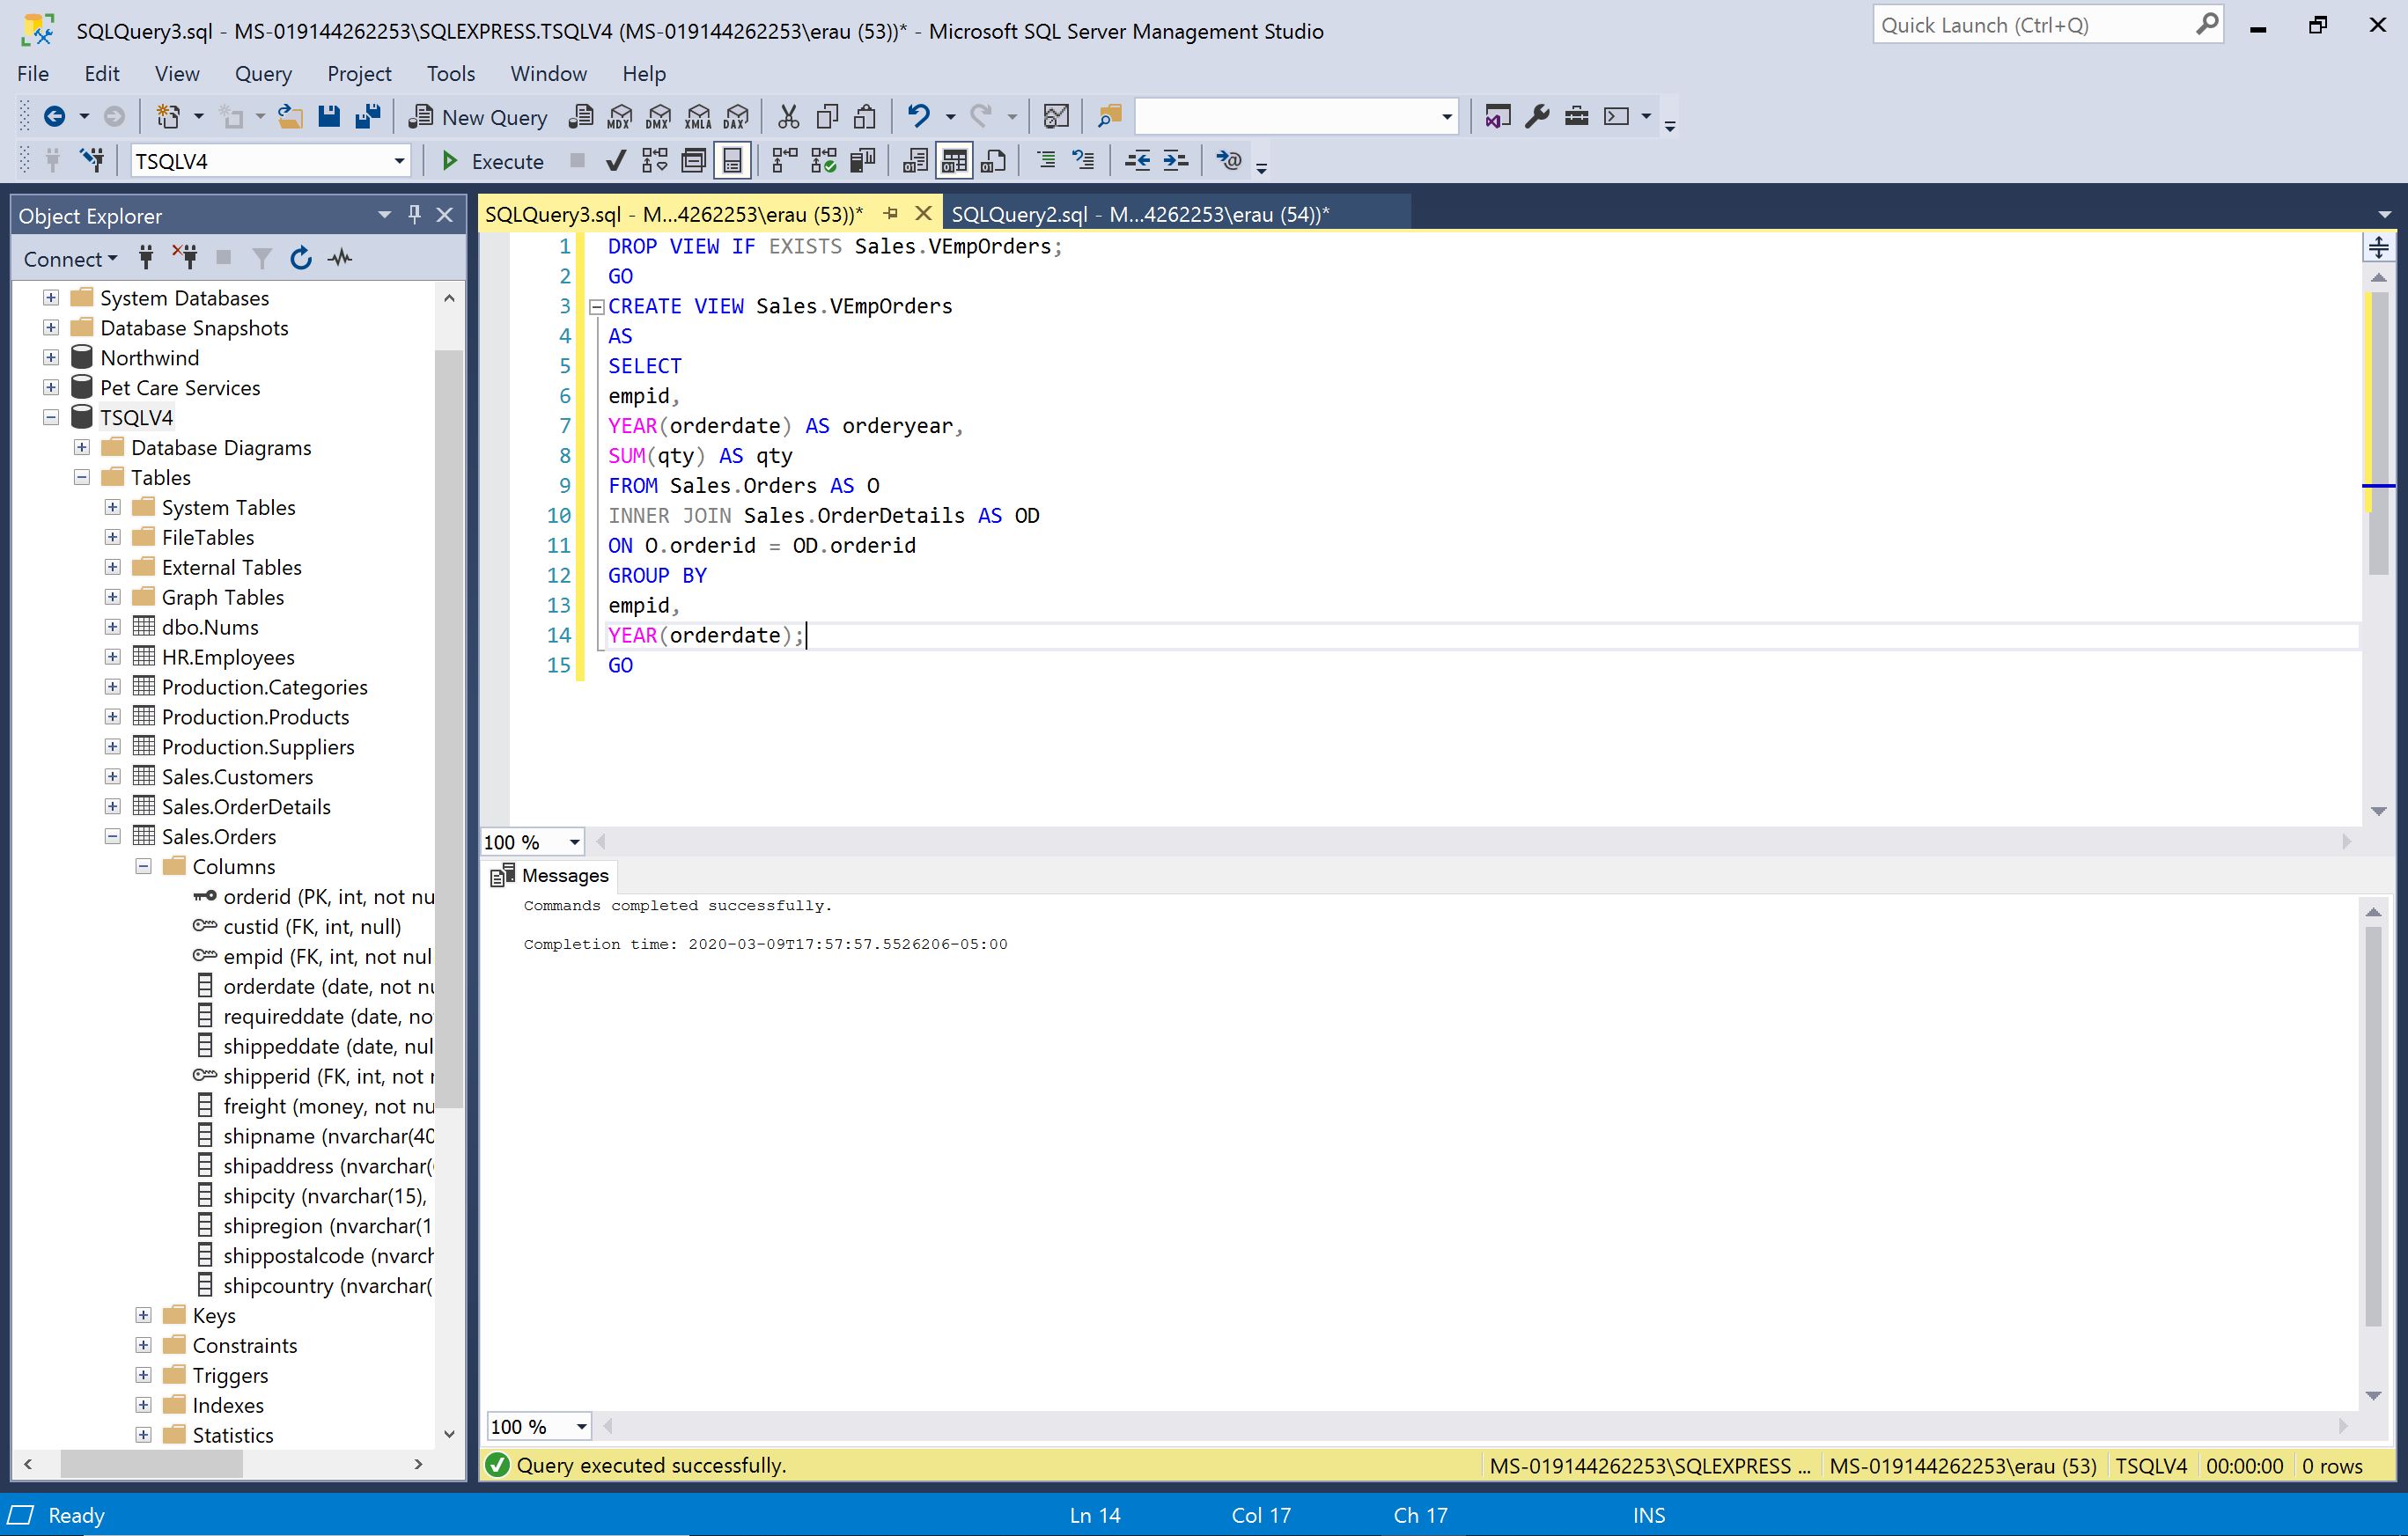 SQLQuery3.sql - MS-019144262253\SQLEXPRESS.TSQLV4 (MS-019144262253\erau (53))* - Microsoft SQL Server Management Studio
Quick Launch (Ctrl+Q)
File Edit View Query Project Tools Window Help
New Query MDX DMX XMLA DAX
TSQLV4 Execute
Object Explorer
Connect
System Databases
Database Snapshots
Northwind
Pet Care Services
TSQLV4
Database Diagrams
Tables
System Tables
FileTables
External Tables
Graph Tables
dbo.Nums
HR.Employees
Production.Categories
Production.Products
Production.Suppliers
Sales.Customers
Sales.OrderDetails
Sales.Orders
Columns
orderid (PK, int, not nu
custid (FK, int, null)
empid (FK, int, not nul
orderdate (date, not nu
requireddate (date, no
shippeddate (date, nul
shipperid (FK, int, not r
freight (money, not nu
shipname (nvarchar(40
shipaddress (nvarchar(
shipcity (nvarchar(15),
shipregion (nvarchar(1
shippostalcode (nvarch
shipcountry (nvarchar(
Keys
Constraints
Triggers
Indexes
Statistics
SQLQuery3.sql - M...4262253\erau (53))* SQLQuery2.sql - M...4262253\erau (54))*
1 DROP VIEW IF EXISTS Sales.VEmpOrders;
2 GO
3 CREATE VIEW Sales.VEmpOrders
4 AS
5 SELECT
6 empid,
7 YEAR(orderdate) AS orderyear,
8 SUM(qty) AS qty
9 FROM Sales.Orders AS O
10 INNER JOIN Sales.OrderDetails AS OD
11 ON O.orderid = OD.orderid
12 GROUP BY
13 empid,
14 YEAR(orderdate);
15 GO
100 %
Messages
Commands completed successfully.
Completion time: 2020-03-09T17:57:57.5526206-05:00
100 %
Query executed successfully. MS-019144262253\SQLEXPRESS ... MS-019144262253\erau (53) TSQLV4 00:00:00 0 rows
Ready Ln 14 Col 17 Ch 17 INS